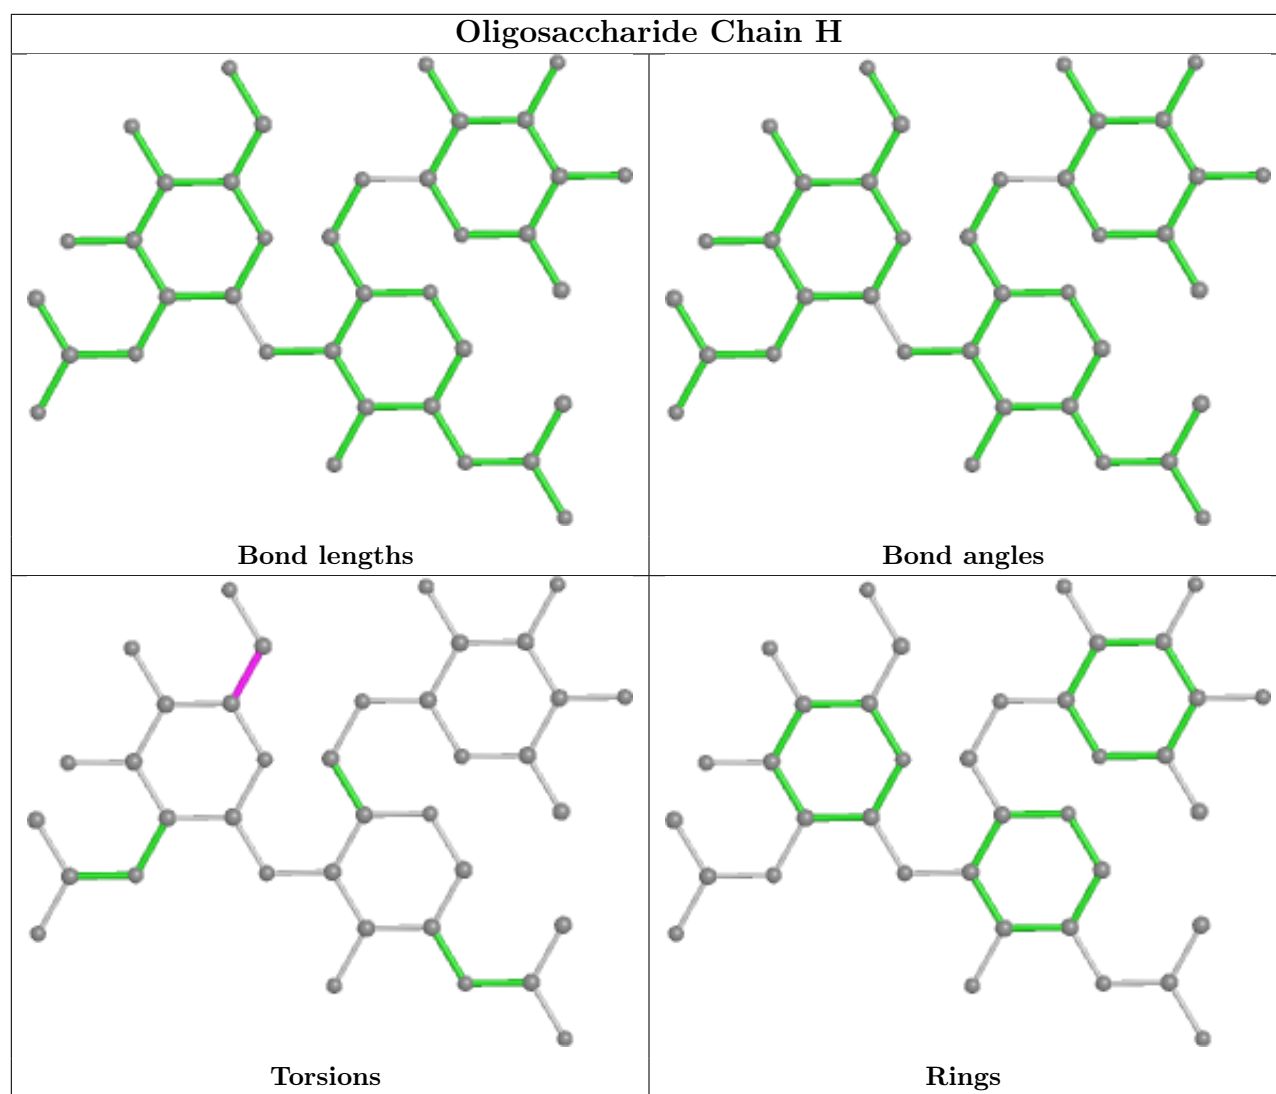 Oligosaccharide Chain H
Bond lengths
Bond angles
Torsions
Rings